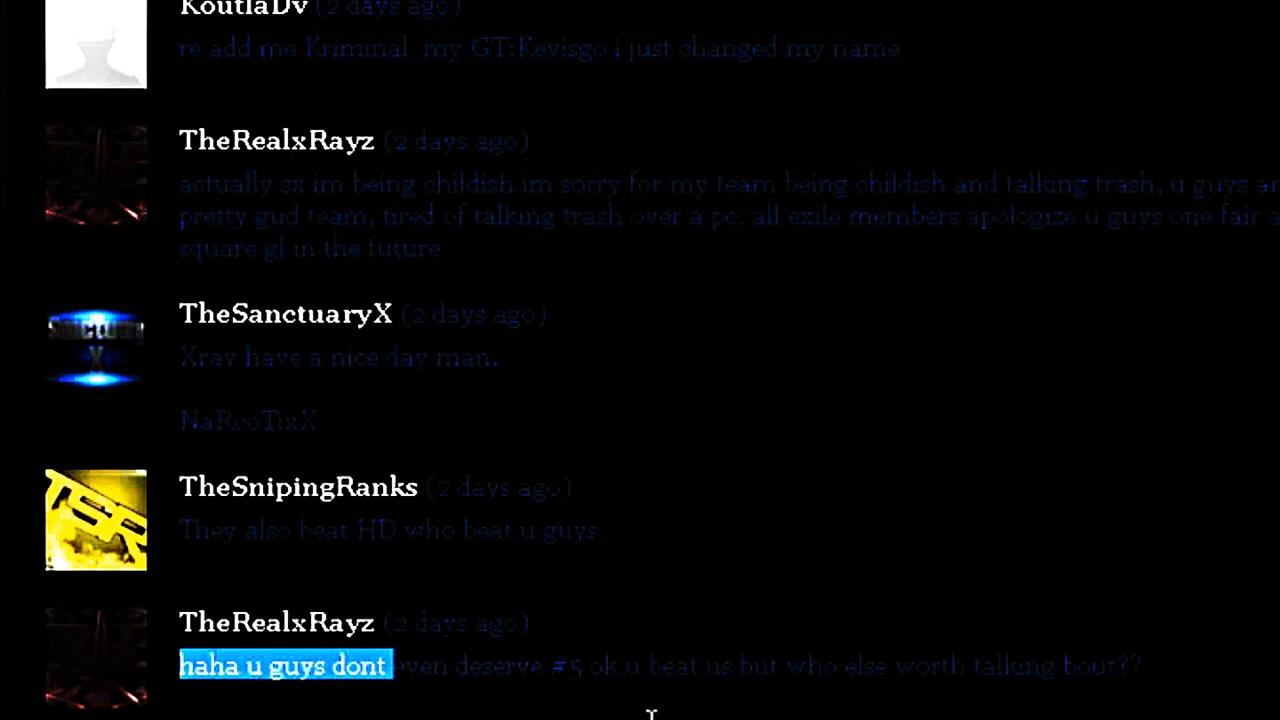 KoutlaDv (2 days ago)
re add me Kriminal my GT:Kevisgo i just changed my name
TheRealxRayz (2 days ago)
actually sx im being childish im sorry for my team being childish and talking trash, u guys
pretty gud team, tired of talking trash over a pc. all exile members apologize u guys one fair
square gl in the future
TheSanctuaryX (2 days ago)
Sanctuary
X
Xray have a nice day man.
NaRcoTixX
TheSnipingRanks (2 days ago)
TSR
They also beat HD who beat u guys
TheRealxRayz (2 days ago)
haha u guys dont even deserve #5 ok u beat us but who else worth talking bout??